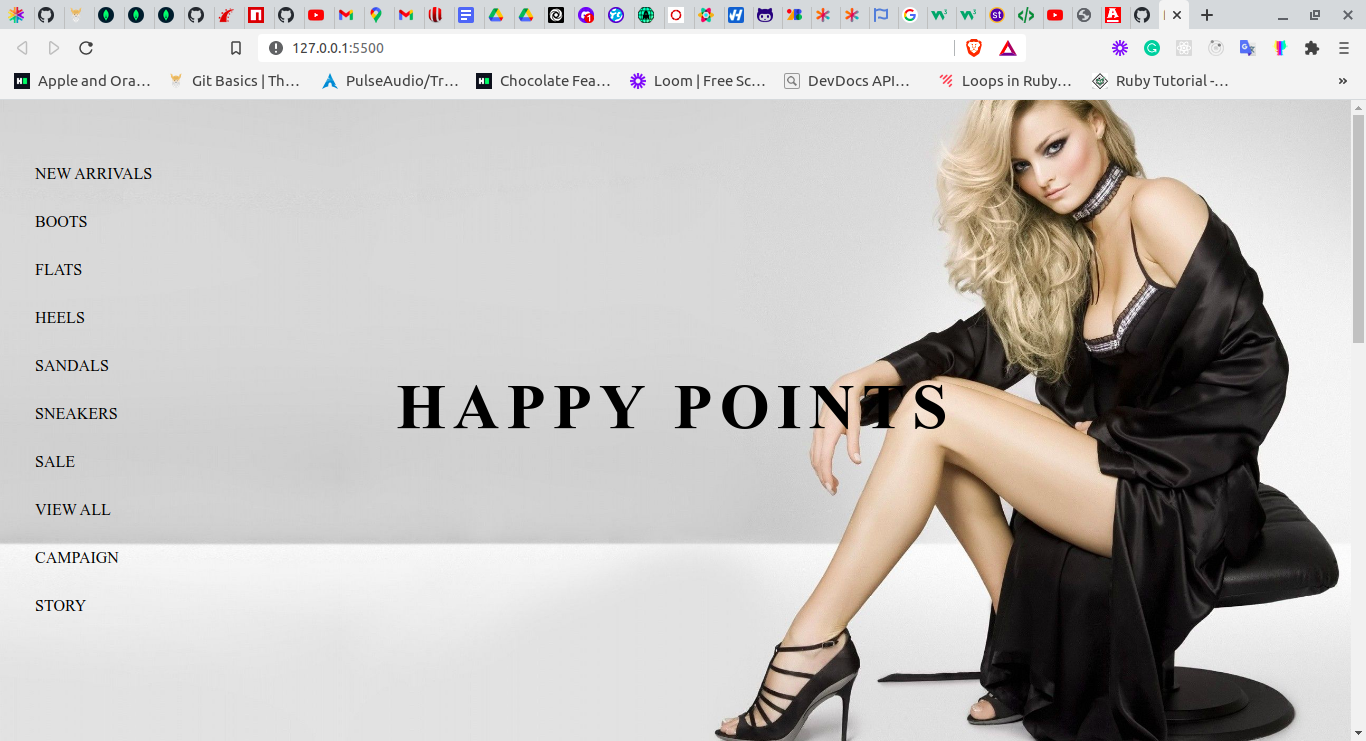 127.0.0.1:5500
Apple and Ora... Git Basics | Th... PulseAudio/Tr... Chocolate Fea... Loom | Free Sc... DevDocs API... Loops in Ruby... Ruby Tutorial -... »
NEW ARRIVALS
BOOTS
FLATS
HEELS
SANDALS
SNEAKERS
SALE
VIEW ALL
CAMPAIGN
STORY
HAPPY POINTS